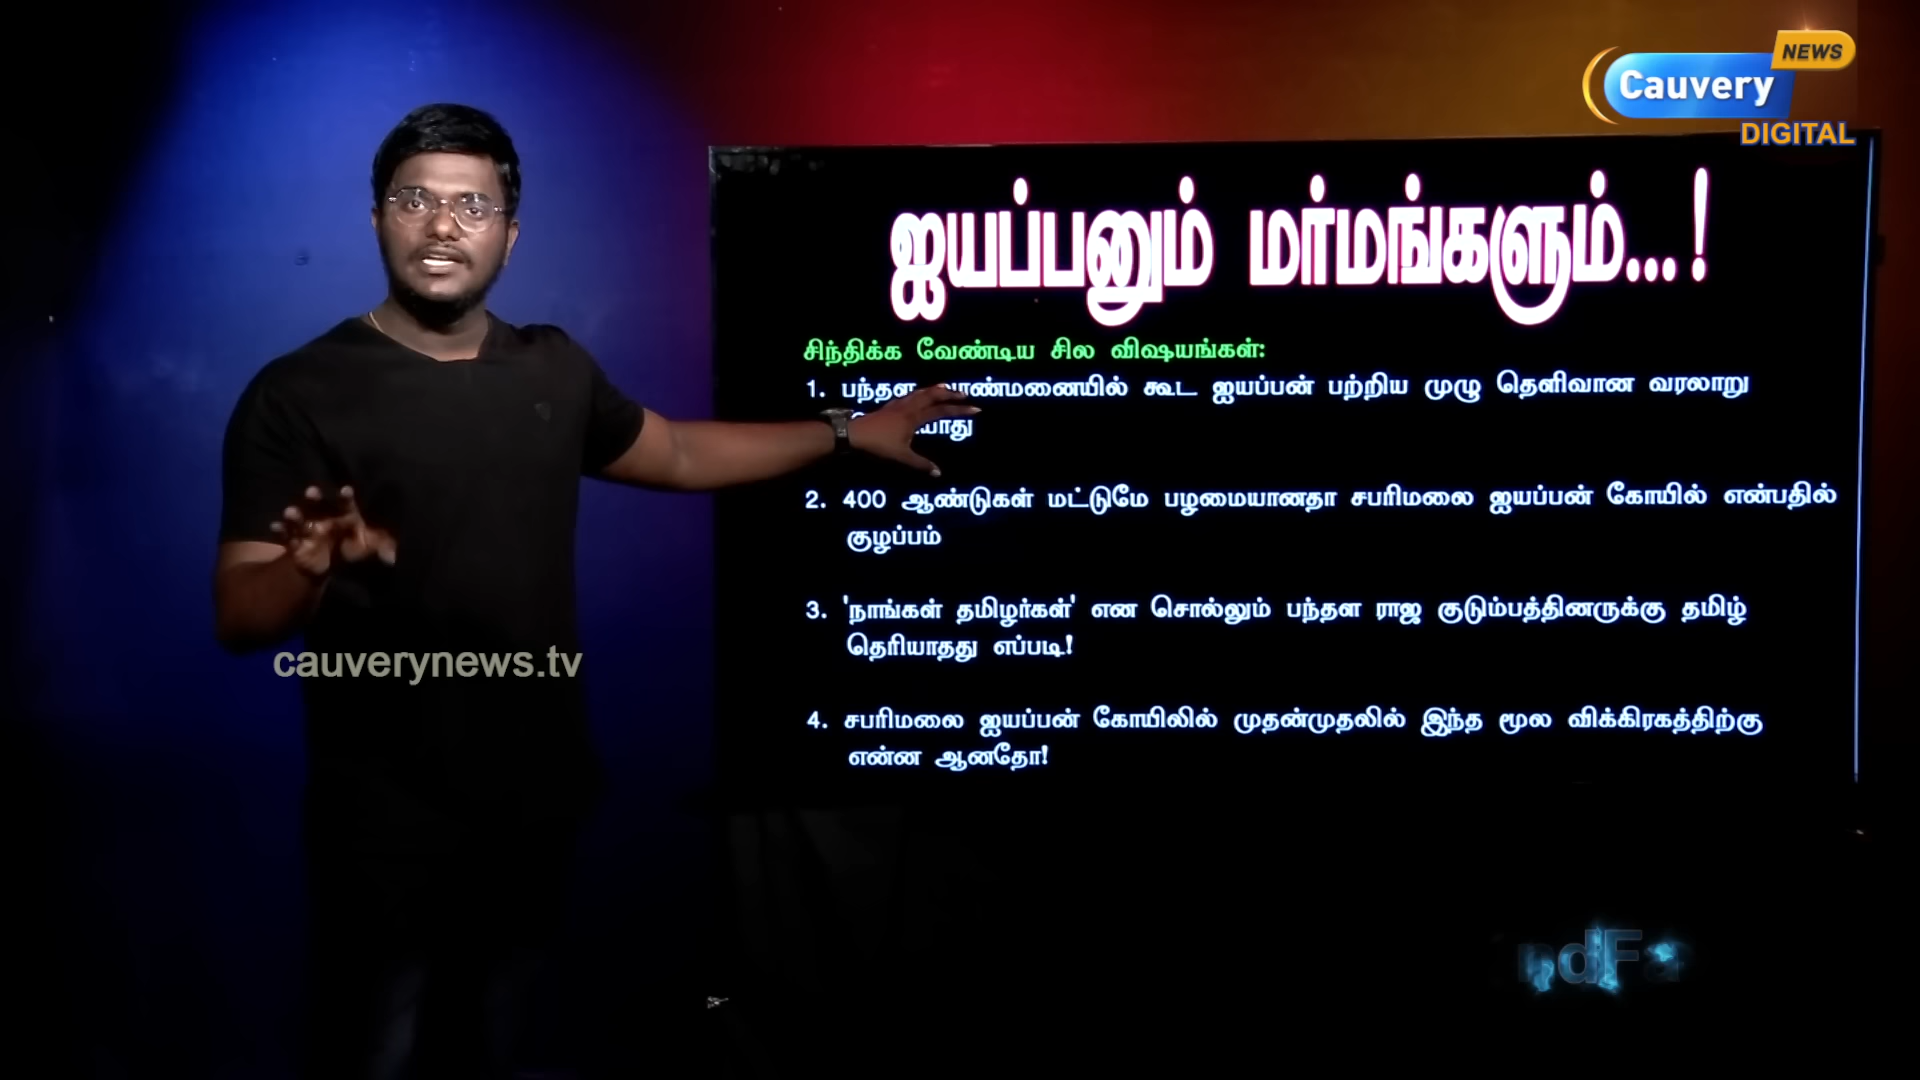 NEWS
Cauvery
DIGITAL
ஐயப்பனும் மர்மங்களும்...!
சிந்திக்க வேண்டிய சில விஷயங்கள்:
1. பந்தள அரண்மனையில் கூட ஐயப்பன் பற்றிய முழு தெளிவான வரலாறு
2. 400 ஆண்டுகள் மட்டுமே பழமையானதா சபரிமலை ஐயப்பன் கோயில் என்பதில்
குழப்பம்
3. 'நாங்கள் தமிழர்கள்' என சொல்லும் பந்தள ராஜ குடும்பத்தினருக்கு தமிழ்
தெரியாதது எப்படி!
4. சபரிமலை ஐயப்பன் கோயிலில் முதன்முதலில் இந்த மூல விக்கிரகத்திற்கு
என்ன ஆனதோ!
cauverynews.tv